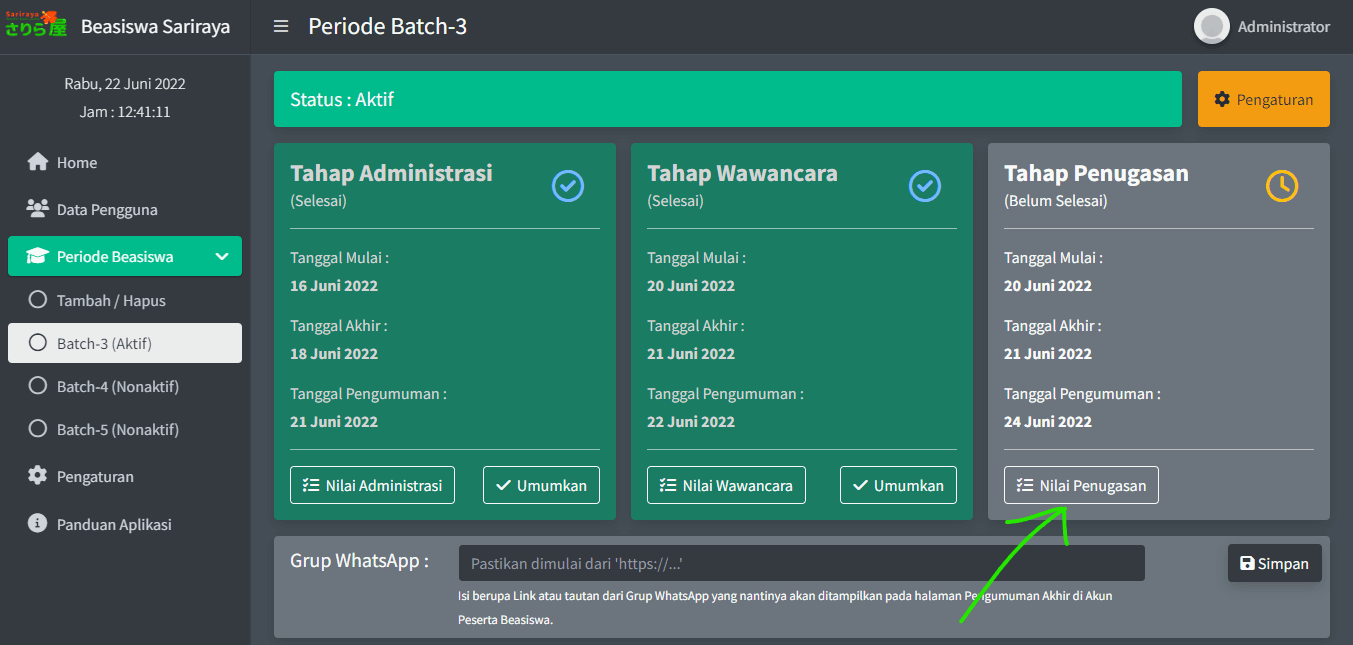 Sariraya
さりら屋
Beasiswa Sariraya
Rabu, 22 Juni 2022
Jam : 12:41:11
Home
Data Pengguna
Periode Beasiswa
Tambah / Hapus
Batch-3 (Aktif)
Batch-4 (Nonaktif)
Batch-5 (Nonaktif)
Pengaturan
Panduan Aplikasi
Periode Batch-3
Administrator
Status : Aktif
Pengaturan
Tahap Administrasi
(Selesai)
Tanggal Mulai :
16 Juni 2022
Tanggal Akhir :
18 Juni 2022
Tanggal Pengumuman :
21 Juni 2022
Nilai Administrasi
Umumkan
Tahap Wawancara
(Selesai)
Tanggal Mulai :
20 Juni 2022
Tanggal Akhir :
21 Juni 2022
Tanggal Pengumuman :
22 Juni 2022
Nilai Wawancara
Umumkan
Tahap Penugasan
(Belum Selesai)
Tanggal Mulai :
20 Juni 2022
Tanggal Akhir :
21 Juni 2022
Tanggal Pengumuman :
24 Juni 2022
Nilai Penugasan
Grup WhatsApp :
Pastikan dimulai dari 'https://...'
Simpan
Isi berupa Link atau tautan dari Grup WhatsApp yang nantinya akan ditampilkan pada halaman Pengumuman Akhir di Akun
Peserta Beasiswa.